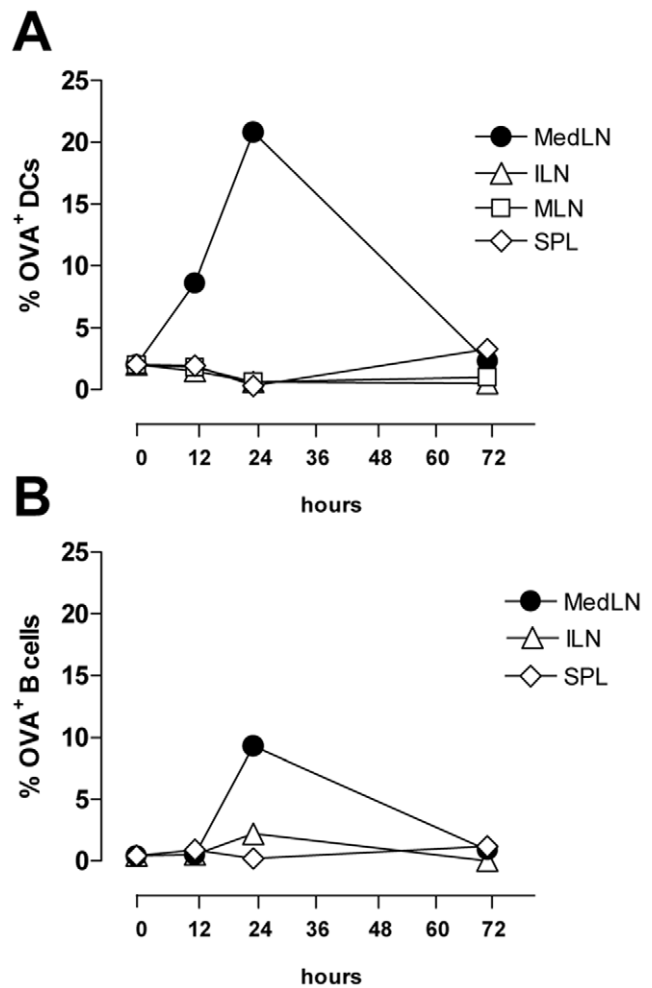 A
25
20
15
10
5
0
% OVA+ DCs
MedLN
ILN
MLN
SPL
0 12 24 36 48 60 72
hours
B
25
20
15
10
5
0
% OVA+ B cells
MedLN
ILN
SPL
0 12 24 36 48 60 72
hours